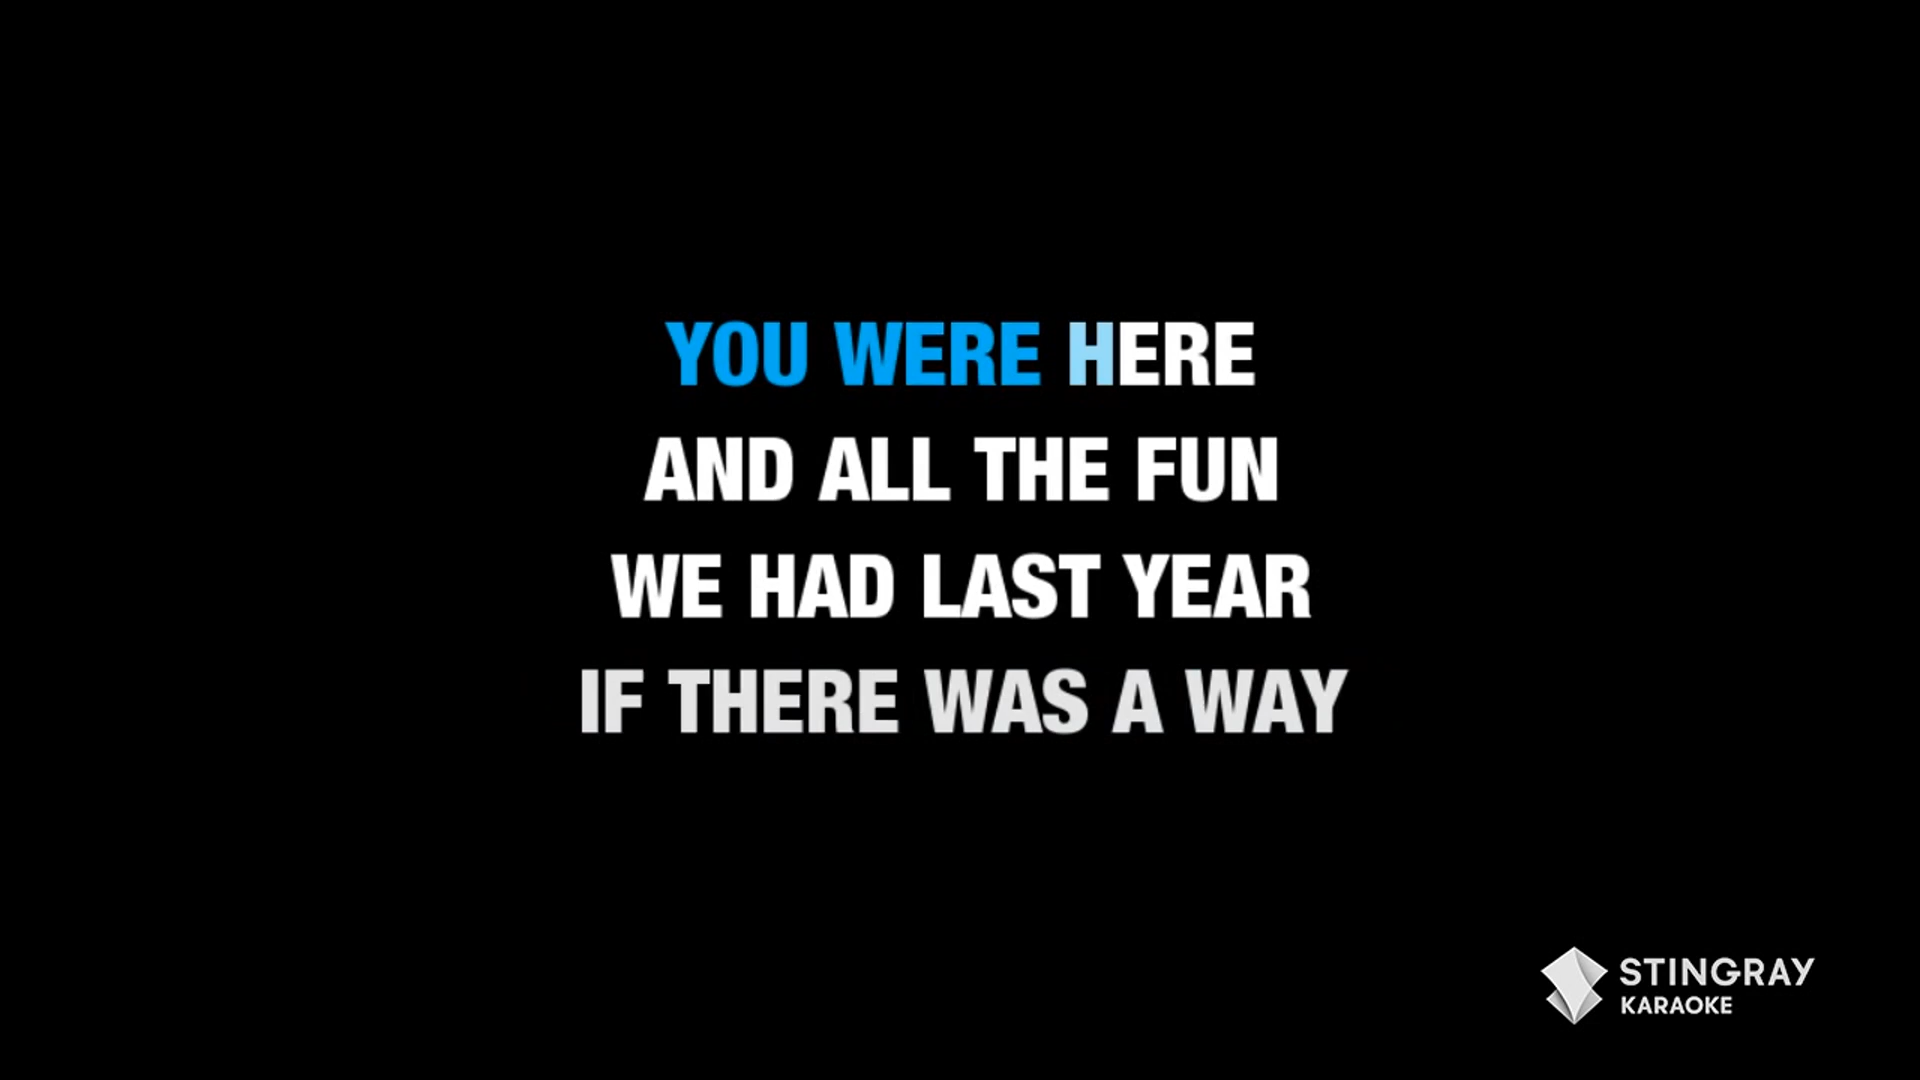 YOU WERE HERE
AND ALL THE FUN
WE HAD LAST YEAR
IF THERE WAS A WAY
STINGRAY
KARAOKE